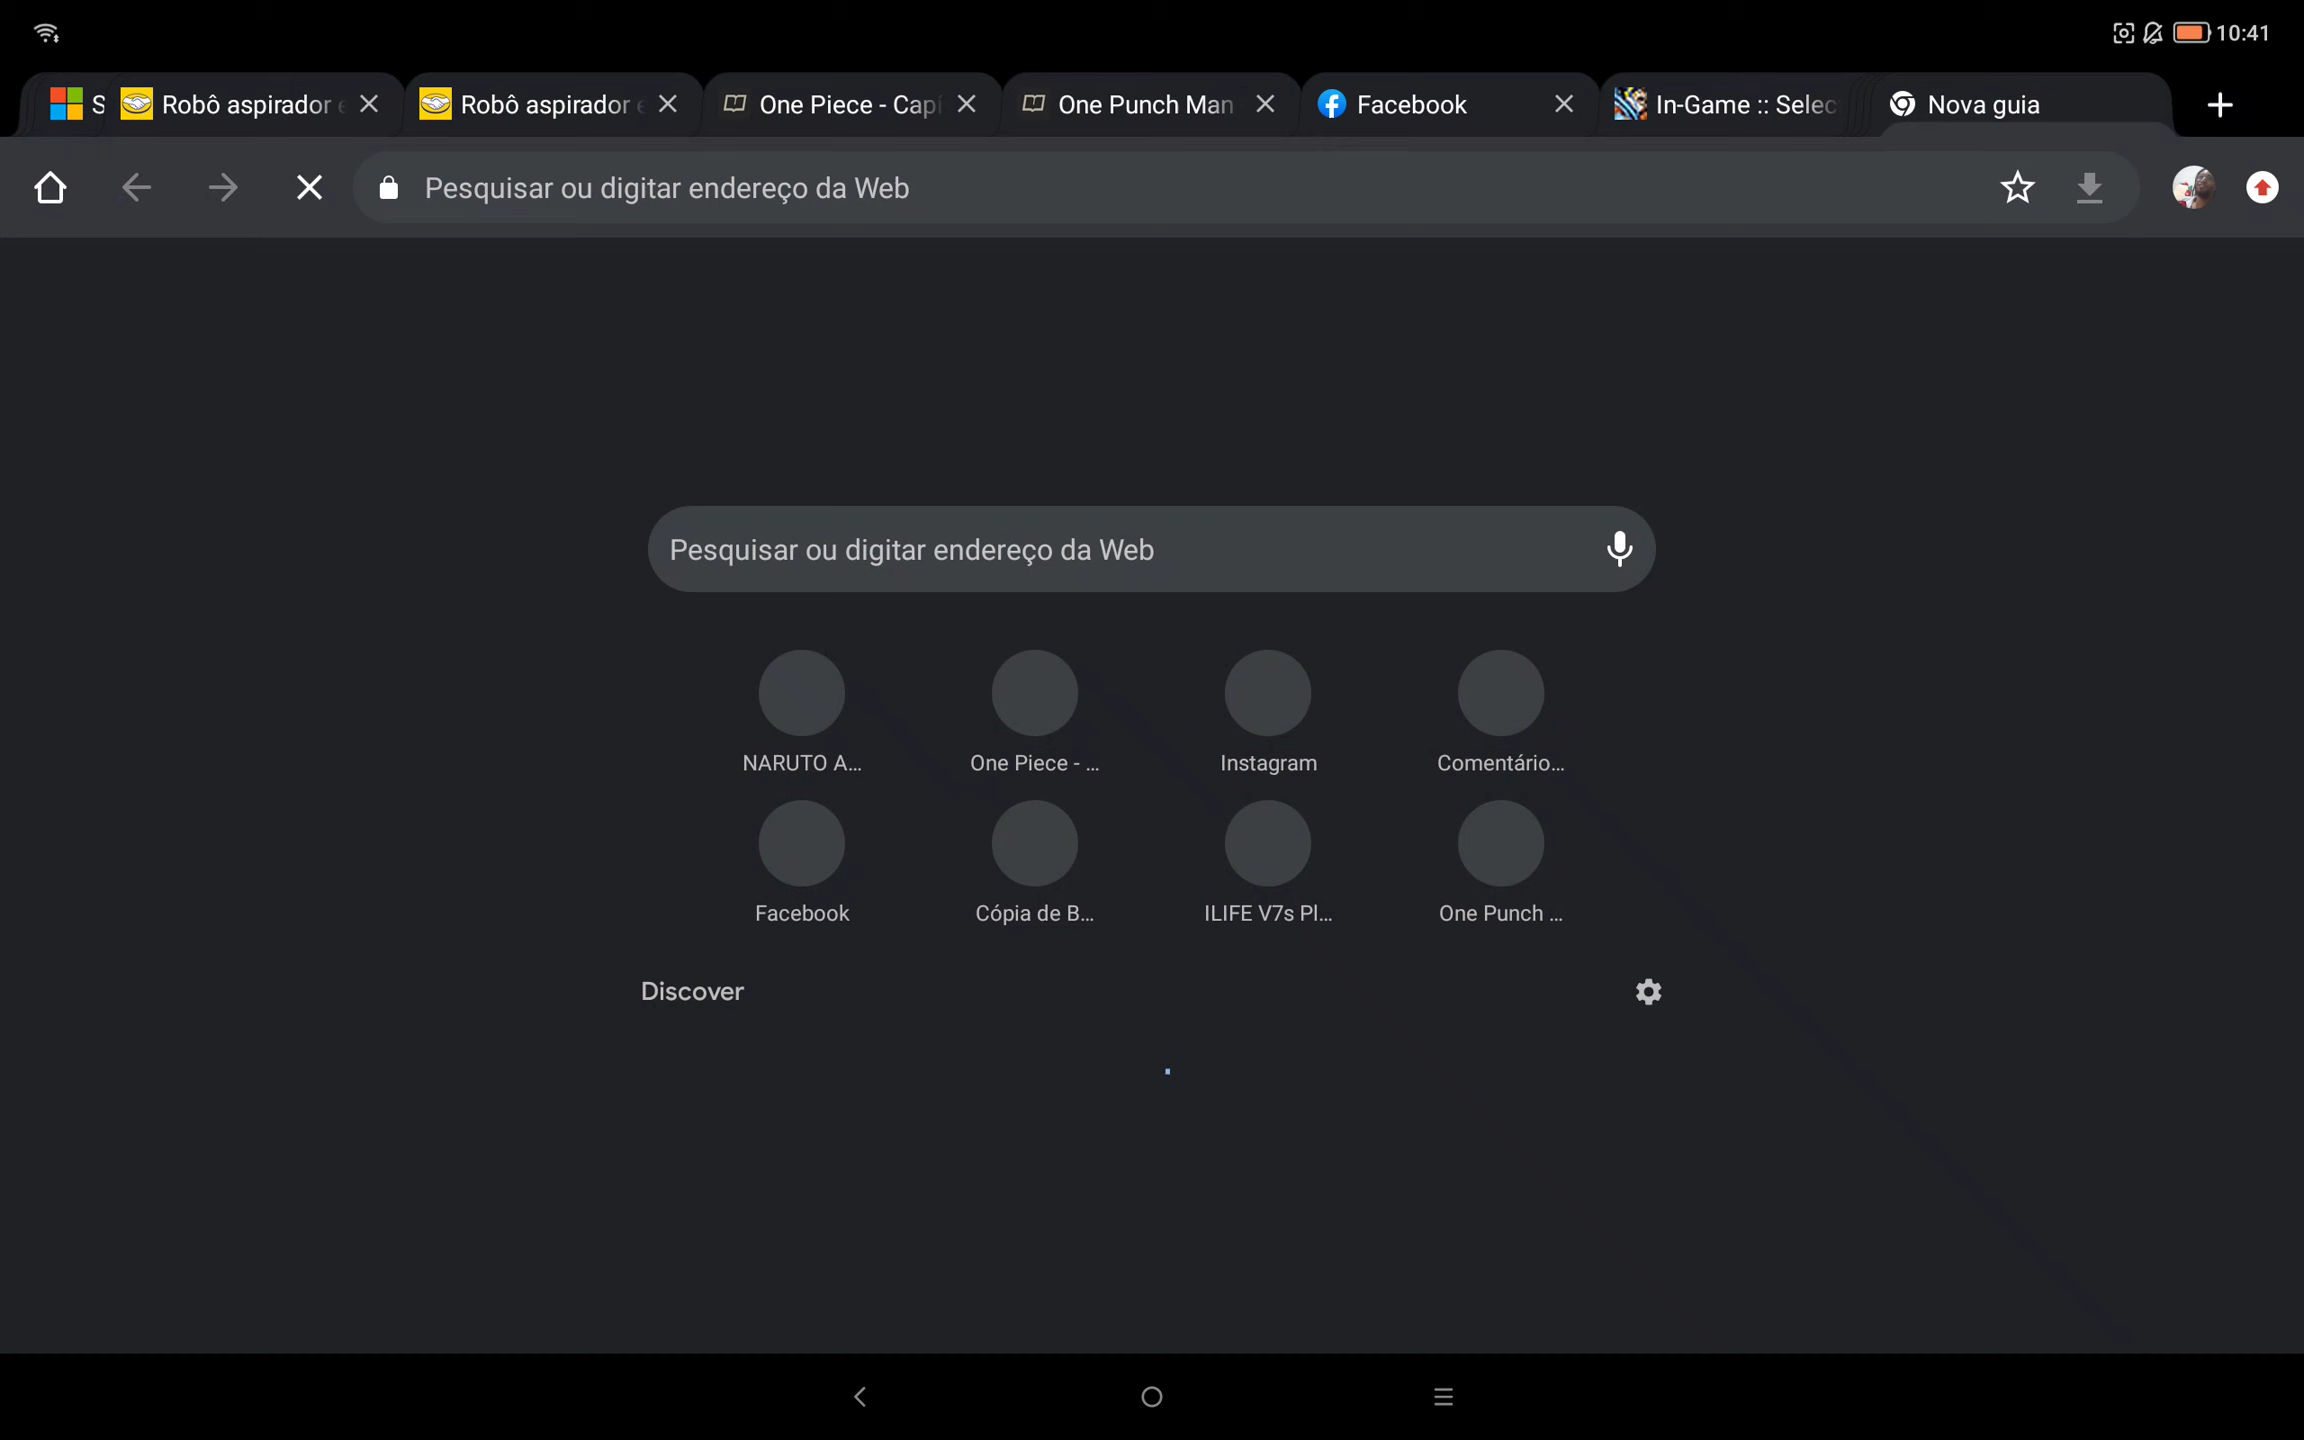 10:41
S
Robô aspirador e
Robô aspirador e
One Piece - Capí
One Punch Man
Facebook
In-Game :: Selec
Nova guia
Pesquisar ou digitar endereço da Web
Pesquisar ou digitar endereço da Web
NARUTO A...
One Piece - ...
Instagram
Comentário...
Facebook
Cópia de B...
ILIFE V7s Pl...
One Punch ...
Discover